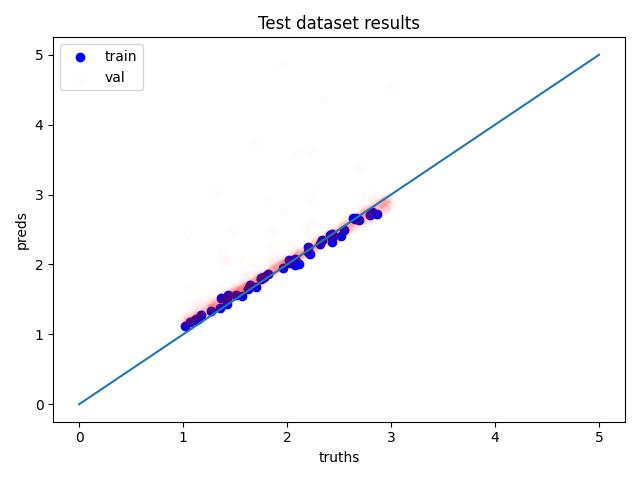 Test dataset results
train
val
preds
5
4
3
2
1
0
0 1 2 3 4 5
truths